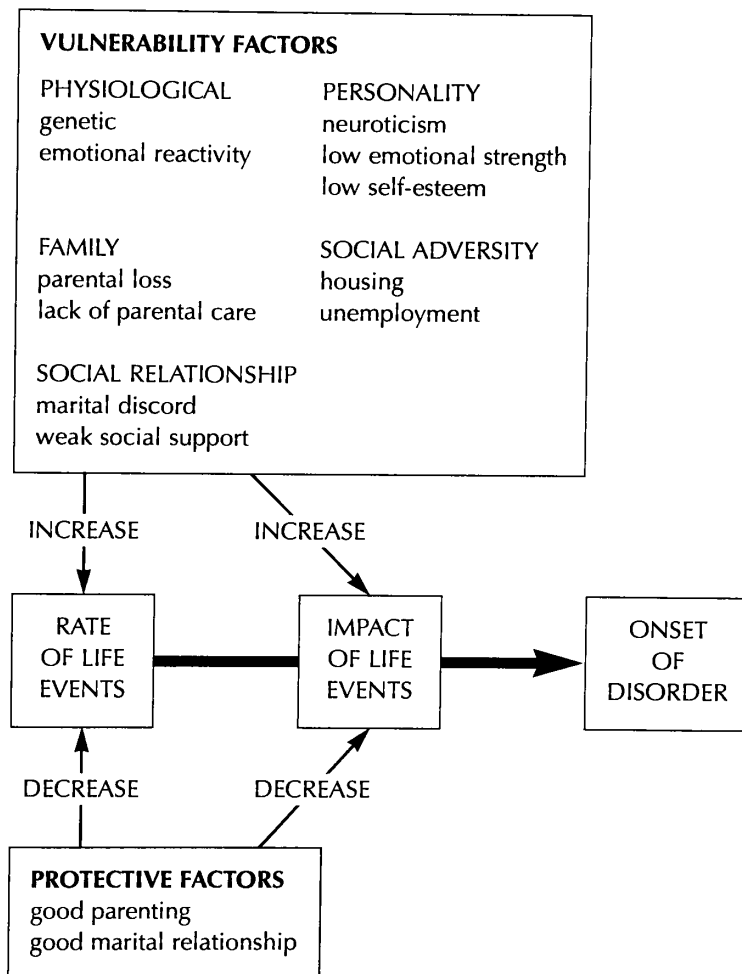 VULNERABILITY FACTORS
PHYSIOLOGICAL
genetic
emotional reactivity
PERSONALITY
neuroticism
low emotional strength
low self-esteem
FAMILY
parental loss
lack of parental care
SOCIAL ADVERSITY
housing
unemployment
SOCIAL RELATIONSHIP
marital discord
weak social support
INCREASE
INCREASE
RATE
OF LIFE
EVENTS
IMPACT
OF LIFE
EVENTS
ONSET
OF
DISORDER
DECREASE
DECREASE
PROTECTIVE FACTORS
good parenting
good marital relationship